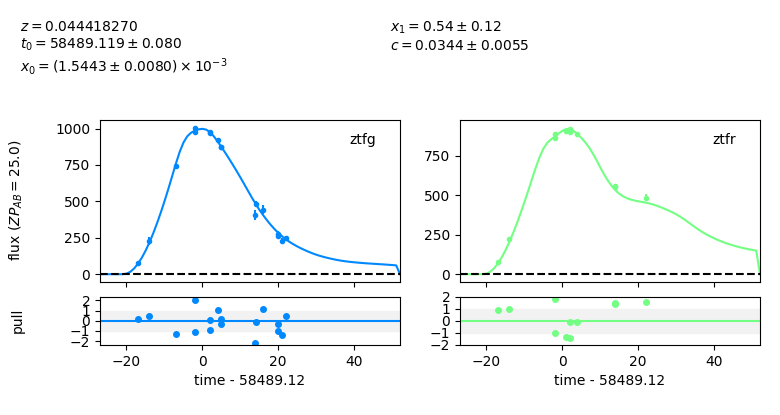 z = 0.044418270
t₀ = 58489.119 ± 0.080
x₀ = (1.5443 ± 0.0080) × 10⁻³
x₁ = 0.54 ± 0.12
c = 0.0344 ± 0.0055
flux (ZP_AB = 25.0)
1000
750
500
250
0
ztfg
750
500
250
0
ztfr
pull
2
1
0
−1
−2
2
1
0
−1
−2
−20 0 20 40
−20 0 20 40
time - 58489.12
time - 58489.12